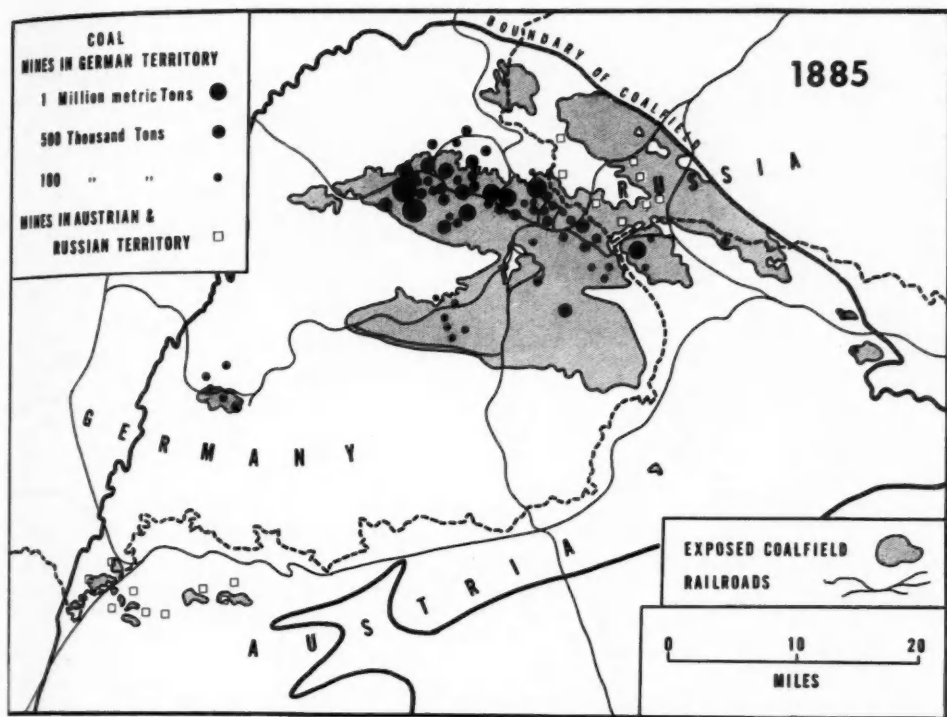 COAL
MINES IN GERMAN TERRITORY
1 Million metric Tons
500 Thousand Tons
100 " "
MINES IN AUSTRIAN &
RUSSIAN TERRITORY
BOUNDARY OF COALFIELD
1885
RUSSIA
GERMANY
AUSTRIA
EXPOSED COALFIELD
RAILROADS
0 10 20
MILES